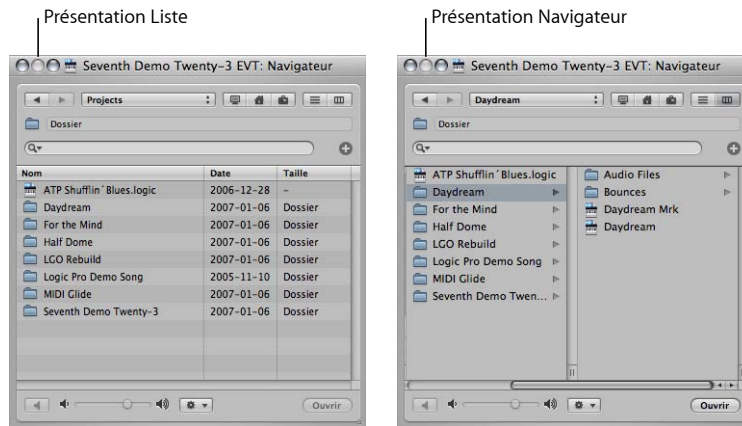 Présentation Liste
Seventh Demo Twenty-3 EVT: Navigateur
Projects
Dossier
Nom Date Taille
ATP Shufflin´Blues.logic 2006-12-28 -
Daydream 2007-01-06 Dossier
For the Mind 2007-01-06 Dossier
Half Dome 2007-01-06 Dossier
LGO Rebuild 2007-01-06 Dossier
Logic Pro Demo Song 2005-11-10 Dossier
MIDI Glide 2007-01-06 Dossier
Seventh Demo Twenty-3 2007-01-06 Dossier
Ouvrir
Présentation Navigateur
Seventh Demo Twenty-3 EVT: Navigateur
Daydream
Dossier
ATP Shufflin´Blues.logic
Daydream
For the Mind
Half Dome
LGO Rebuild
Logic Pro Demo Song
MIDI Glide
Seventh Demo Twen...
Audio Files
Bounces
Daydream Mrk
Daydream
Ouvrir